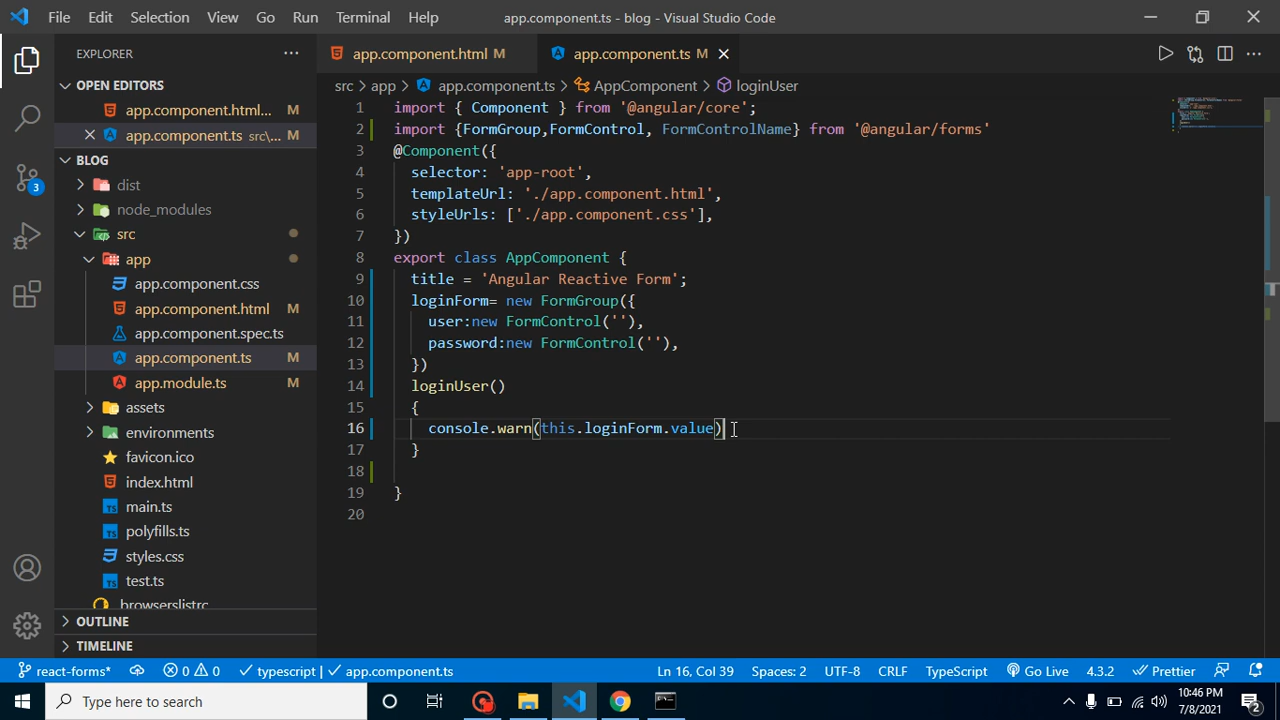 File Edit Selection View Go Run Terminal Help
app.component.ts - blog - Visual Studio Code
EXPLORER
OPEN EDITORS
app.component.html... M
app.component.ts src\... M
BLOG
dist
node_modules
src
app
app.component.css
app.component.html M
app.component.spec.ts
app.component.ts M
app.module.ts M
assets
environments
favicon.ico
index.html
main.ts
polyfills.ts
styles.css
test.ts
.browserslistrc
OUTLINE
TIMELINE
3
app.component.html M
app.component.ts M
src > app > app.component.ts > AppComponent > loginUser
1 import { Component } from '@angular/core';
2 import {FormGroup,FormControl, FormControlName} from '@angular/forms'
3 @Component({
4 selector: 'app-root',
5 templateUrl: './app.component.html',
6 styleUrls: ['./app.component.css'],
7 })
8 export class AppComponent {
9 title = 'Angular Reactive Form';
10 loginForm= new FormGroup({
11 user:new FormControl(''),
12 password:new FormControl(''),
13 })
14 loginUser()
15 {
16 console.warn(this.loginForm.value)
17 }
18
19 }
20
react-forms* 0 0 typescript | app.component.ts Ln 16, Col 39 Spaces: 2 UTF-8 CRLF TypeScript Go Live 4.3.2 Prettier
Type here to search
10:46 PM
7/8/2021
2